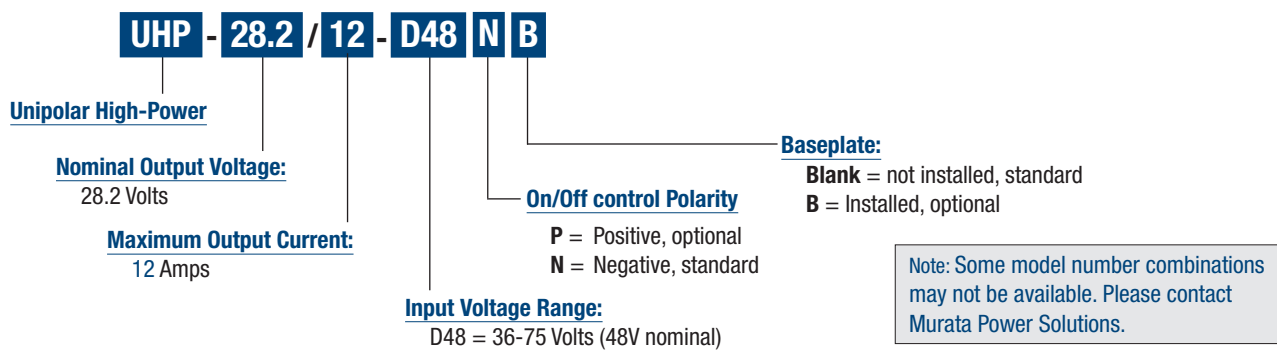 UHP - 28.2 / 12 - D48 N B
Unipolar High-Power
Nominal Output Voltage:
28.2 Volts
Maximum Output Current:
12 Amps
Input Voltage Range:
D48 = 36-75 Volts (48V nominal)
On/Off control Polarity
P = Positive, optional
N = Negative, standard
Baseplate:
Blank = not installed, standard
B = Installed, optional
Note: Some model number combinations
may not be available. Please contact
Murata Power Solutions.